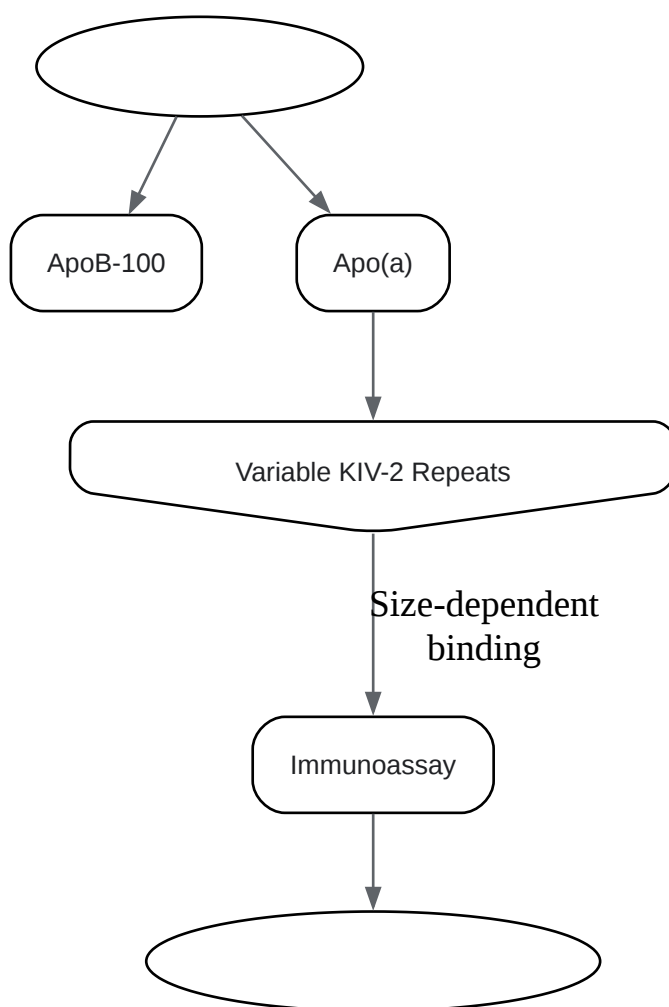 ApoB-100
Apo(a)
Variable KIV-2 Repeats
Size-dependent
binding
Immunoassay